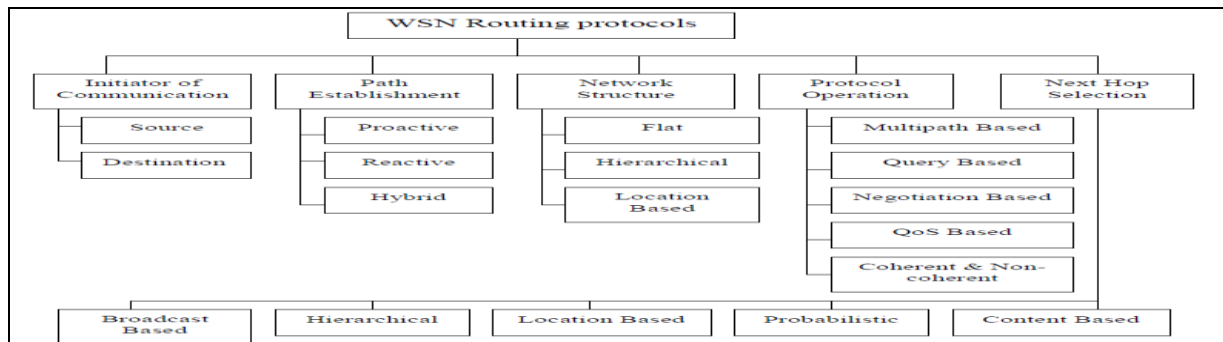 WSN Routing protocols
Initiator of
Communication
Source
Destination
Path
Establishment
Proactive
Reactive
Hybrid
Network
Structure
Flat
Hierarchical
Location
Based
Protocol
Operation
Multipath Based
Query Based
Negotiation Based
QoS Based
Coherent & Non-
coherent
Next Hop
Selection
Broadcast
Based
Hierarchical
Location Based
Probabilistic
Content Based